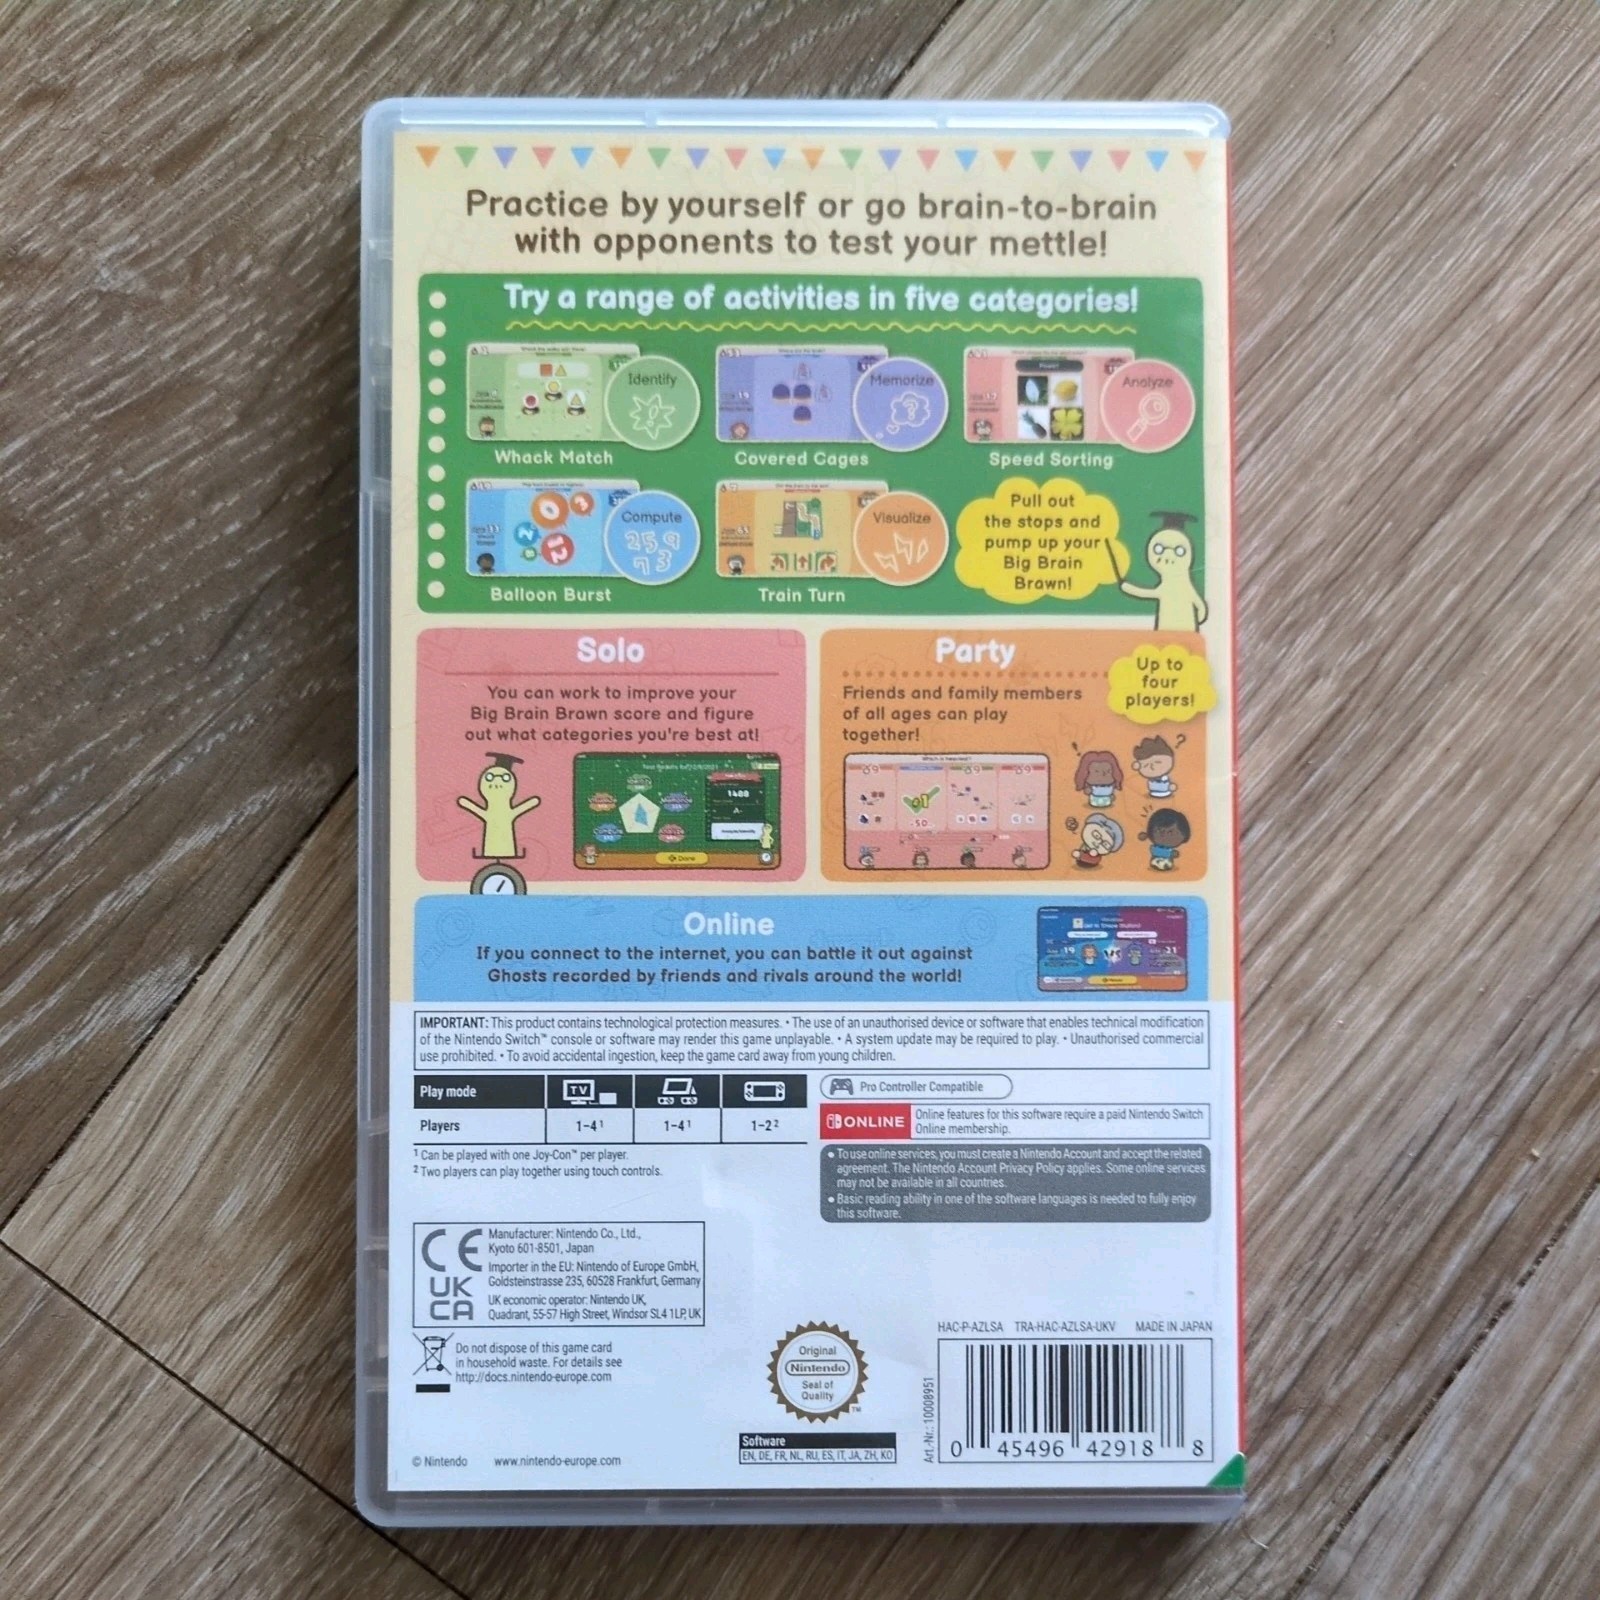 Practice by yourself or go brain-to-brain
with opponents to test your mettle!
Try a range of activities in five categories!
Identify
Whack Match
Memorize
Covered Cages
Analyze
Speed Sorting
Compute
Balloon Burst
Visualize
Train Turn
Pull out
the stops and
pump up your
Big Brain
Brawn!
Solo
You can work to improve your
Big Brain Brawn score and figure
out what categories you're best at!
Party
Up to
four
players!
Friends and family members
of all ages can play
together!
Online
If you connect to the internet, you can battle it out against
Ghosts recorded by friends and rivals around the world!
IMPORTANT: This product contains technological protection measures. • The use of an unauthorised device or software that enables technical modification
of the Nintendo Switch™ console or software may render this game unplayable. • A system update may be required to play. • Unauthorised commercial
use prohibited. • To avoid accidental ingestion, keep the game card away from young children.
Play mode TV
Players 1-4¹ 1-4¹ 1-2²
¹ Can be played with one Joy-Con™ per player.
² Two players can play together using touch controls.
Pro Controller Compatible
ONLINE
Online features for this software require a paid Nintendo Switch
Online membership.
• To use online services, you must create a Nintendo Account and accept the related
agreement. The Nintendo Account Privacy Policy applies. Some online services
may not be available in all countries.
• Basic reading ability in one of the software languages is needed to fully enjoy
this software.
CE
UK
CA
Manufacturer: Nintendo Co., Ltd.,
Kyoto 601-8501, Japan
Importer in the EU: Nintendo of Europe GmbH,
Goldsteinstrasse 235, 60528 Frankfurt, Germany
UK economic operator: Nintendo UK,
Quadrant, 55-57 High Street, Windsor SL4 1LP, UK
Do not dispose of this game card
in household waste. For details see
http://docs.nintendo-europe.com
© Nintendo www.nintendo-europe.com
Original
Nintendo
Seal of
Quality
™
Software
EN, DE, FR, NL, RU, ES, IT, JA, ZH, KO
HAC-P-AZLSA TRA-HAC-AZLSA-UKV MADE IN JAPAN
Art.-Nr.: 10008951
0 45496 42918 8